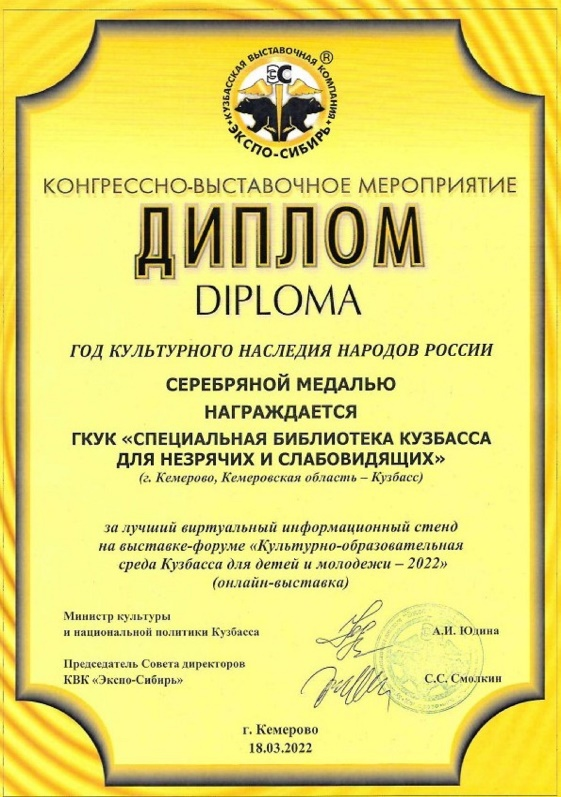 КУЗБАССКАЯ ВЫСТАВОЧНАЯ КОМПАНИЯ ®
ЭС
• ЭКСПО-СИБИРЬ •
КОНГРЕССНО-ВЫСТАВОЧНОЕ МЕРОПРИЯТИЕ
ДИПЛОМ
DIPLOMA
ГОД КУЛЬТУРНОГО НАСЛЕДИЯ НАРОДОВ РОССИИ
СЕРЕБРЯНОЙ МЕДАЛЬЮ
НАГРАЖДАЕТСЯ
ГКУК «СПЕЦИАЛЬНАЯ БИБЛИОТЕКА КУЗБАССА
ДЛЯ НЕЗРЯЧИХ И СЛАБОВИДЯЩИХ»
(г. Кемерово, Кемеровская область – Кузбасс)
за лучший виртуальный информационный стенд
на выставке-форуме «Культурно-образовательная
среда Кузбасса для детей и молодежи – 2022»
(онлайн-выставка)
Министр культуры
и национальной политики Кузбасса А.И. Юдина
Председатель Совета директоров
КВК «Экспо-Сибирь» С.С. Смолкин
г. Кемерово
18.03.2022